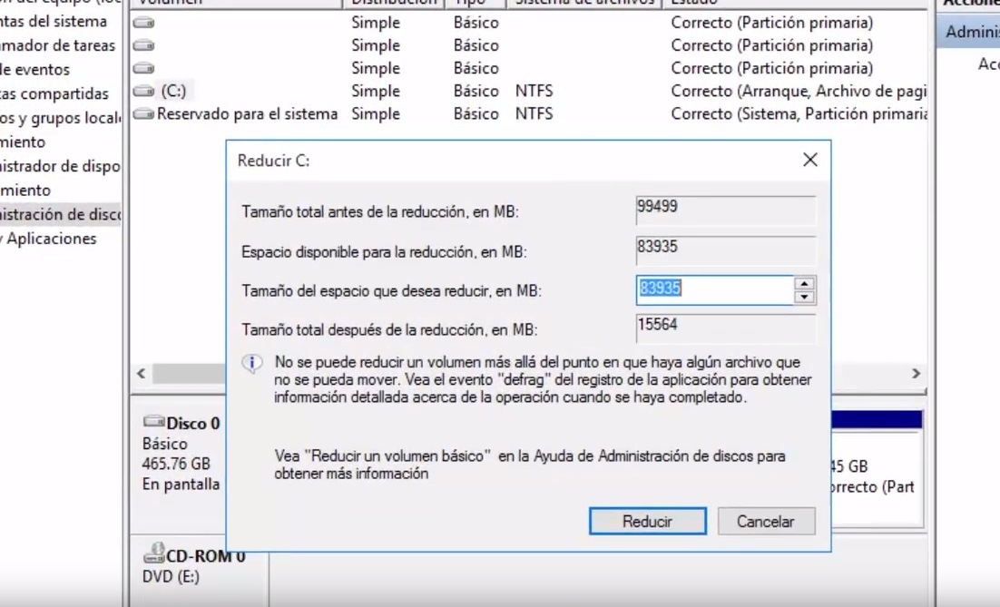 Volumen Distribución Tipo Sistema de archivos Estado
Simple Básico Correcto (Partición primaria)
Simple Básico Correcto (Partición primaria)
Simple Básico Correcto (Partición primaria)
(C:) Simple Básico NTFS Correcto (Arranque, Archivo de pagi
Reservado para el sistema Simple Básico NTFS Correcto (Sistema, Partición primaria
ntas del sistema
mador de tareas
de eventos
as compartidas
os y grupos local
miento
istrador de dispo
miento
istración de disco
y Aplicaciones
Accione
Adminis
Acc
Reducir C:
Tamaño total antes de la reducción, en MB: 99499
Espacio disponible para la reducción, en MB: 83935
Tamaño del espacio que desea reducir, en MB: 83935
Tamaño total después de la reducción, en MB: 15564
No se puede reducir un volumen más allá del punto en que haya algún archivo que
no se pueda mover. Vea el evento "defrag" del registro de la aplicación para obtener
información detallada acerca de la operación cuando se haya completado.
Vea "Reducir un volumen básico" en la Ayuda de Administración de discos para
obtener más información
Reducir Cancelar
Disco 0
Básico
465.76 GB
En pantalla
45 GB
orrecto (Part
CD-ROM 0
DVD (E:)